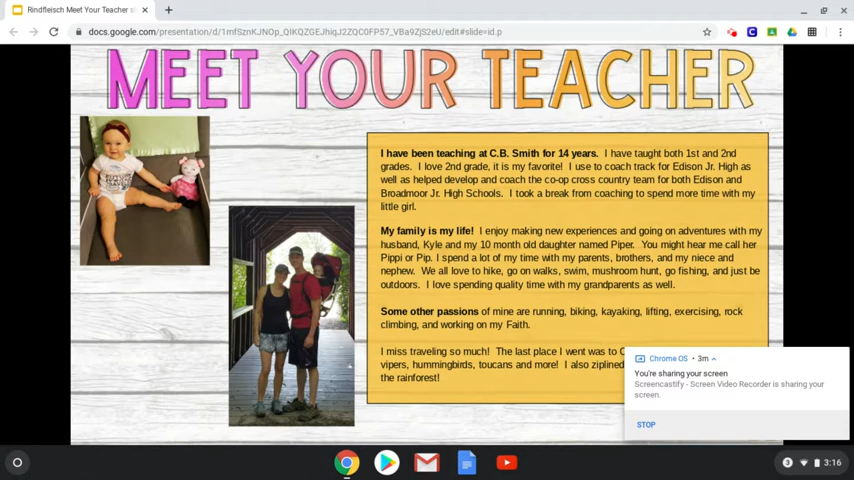 Rindfleisch Meet Your Teacher sl
docs.google.com/presentation/d/1mfSznKJNOp_QIKQZGEJhiqJ2ZQC0FP57_VBa9ZjS2eU/edit#slide=id.p
MEET YOUR TEACHER
I have been teaching at C.B. Smith for 14 years. I have taught both 1st and 2nd
grades. I love 2nd grade, it is my favorite! I use to coach track for Edison Jr. High as
well as helped develop and coach the co-op cross country team for both Edison and
Broadmoor Jr. High Schools. I took a break from coaching to spend more time with my
little girl.
My family is my life! I enjoy making new experiences and going on adventures with my
husband, Kyle and my 10 month old daughter named Piper. You might hear me call her
Pippi or Pip. I spend a lot of my time with my parents, brothers, and my niece and
nephew. We all love to hike, go on walks, swim, mushroom hunt, go fishing, and just be
outdoors. I love spending quality time with my grandparents as well.
Some other passions of mine are running, biking, kayaking, lifting, exercising, rock
climbing, and working on my Faith.
I miss traveling so much! The last place I went was to
vipers, hummingbirds, toucans and more! I also ziplined
the rainforest!
Chrome OS • 3m
You're sharing your screen
Screencastify - Screen Video Recorder is sharing your
screen.
STOP
3 3:16